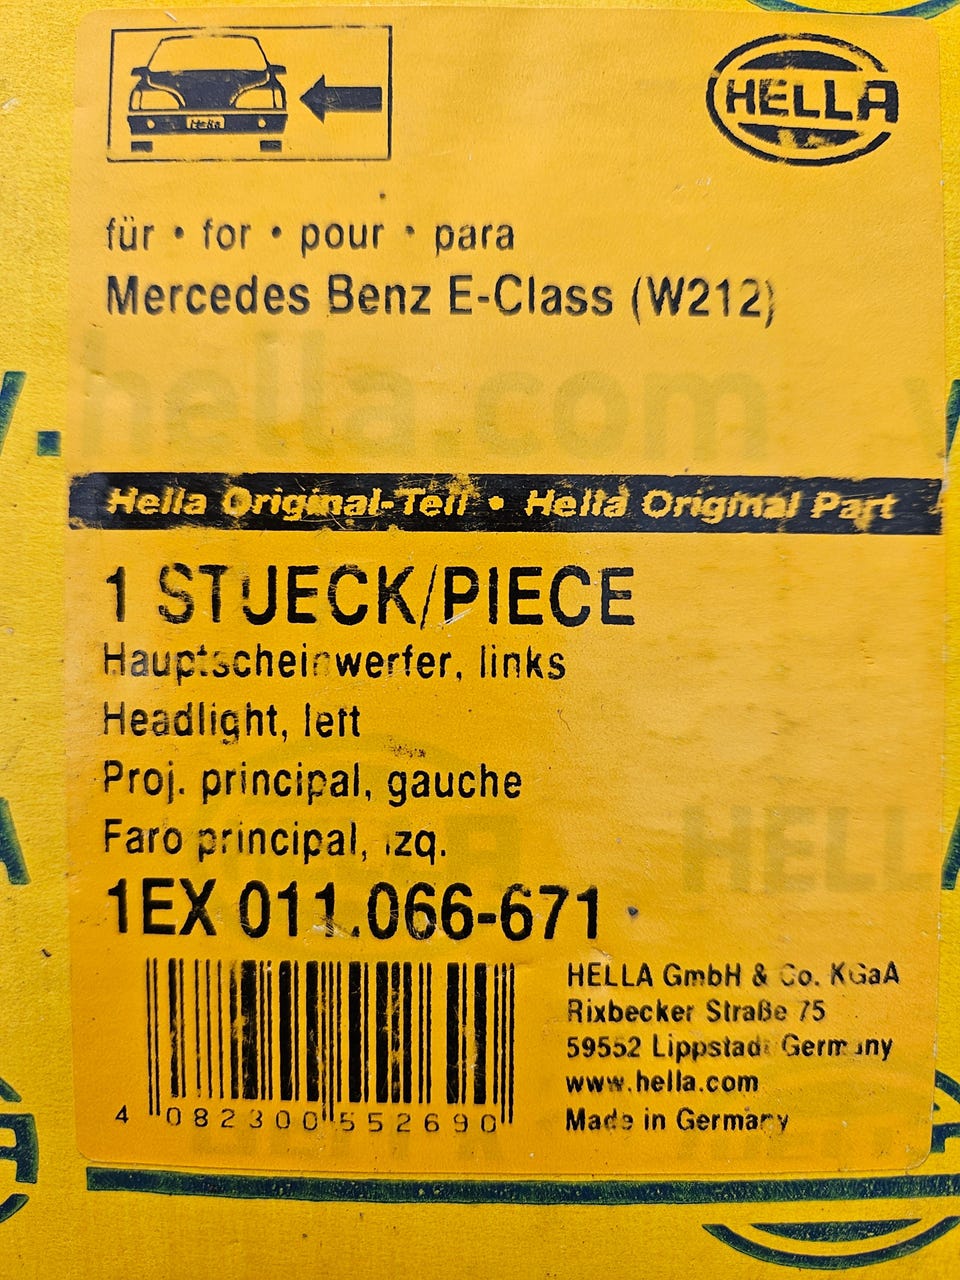 Hella
HELLA
für • for • pour • para
Mercedes Benz E-Class (W212)
hella.com
Hella Original-Teil • Hella Original Part
1 STUECK/PIECE
Hauptscheinwerfer, links
Headlight, left
Proj. principal, gauche
Faro principal, izq.
1EX 011.066-671
HELLA GmbH & Co. KGaA
Rixbecker Straße 75
59552 Lippstadt Germany
www.hella.com
Made in Germany
4 082300 552690